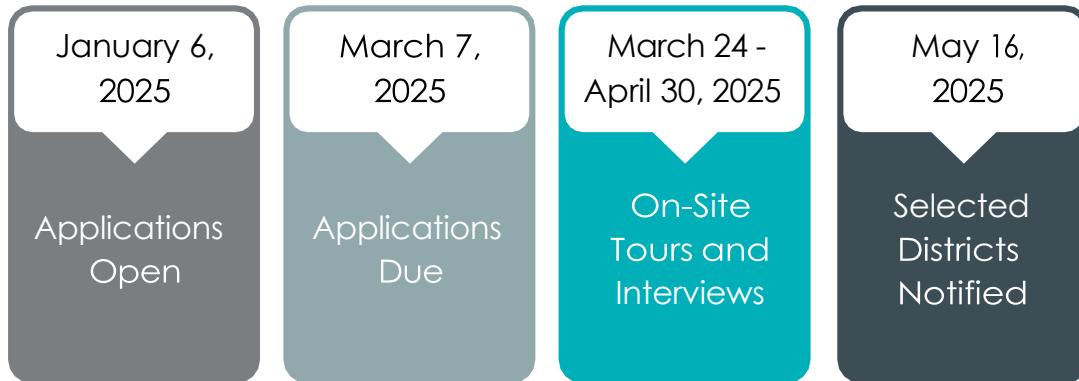 January 6,
2025
Applications
Open
March 7,
2025
Applications
Due
March 24 -
April 30, 2025
On-Site
Tours and
Interviews
May 16,
2025
Selected
Districts
Notified